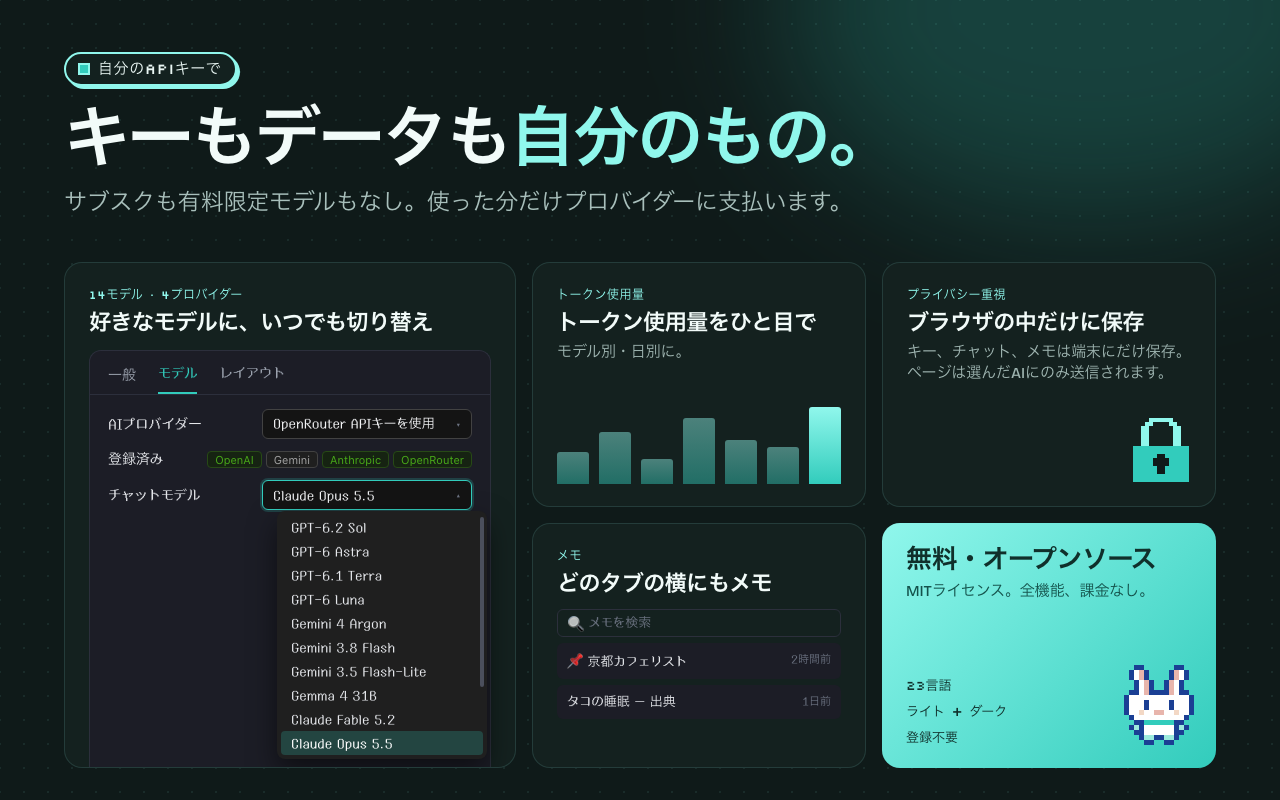 自分のAPIキーで
キーもデータも自分のもの。
サブスクも有料限定モデルもなし。使った分だけプロバイダーに支払います。
14モデル · 4プロバイダー
好きなモデルに、いつでも切り替え
一般 モデル レイアウト
AIプロバイダー OpenRouter APIキーを使用
登録済み OpenAI Gemini Anthropic OpenRouter
チャットモデル Claude Opus 5.5
GPT-6.2 Sol
GPT-6 Astra
GPT-6.1 Terra
GPT-6 Luna
Gemini 4 Argon
Gemini 3.8 Flash
Gemini 3.5 Flash-Lite
Gemma 4 31B
Claude Fable 5.2
Claude Opus 5.5
トークン使用量
トークン使用量をひと目で
モデル別・日別に。
プライバシー重視
ブラウザの中だけに保存
キー、チャット、メモは端末にだけ保存。
ページは選んだAIにのみ送信されます。
メモ
どのタブの横にもメモ
メモを検索
京都カフェリスト 2時間前
タコの睡眠 — 出典 1日前
無料・オープンソース
MITライセンス。全機能、課金なし。
23言語
ライト + ダーク
登録不要